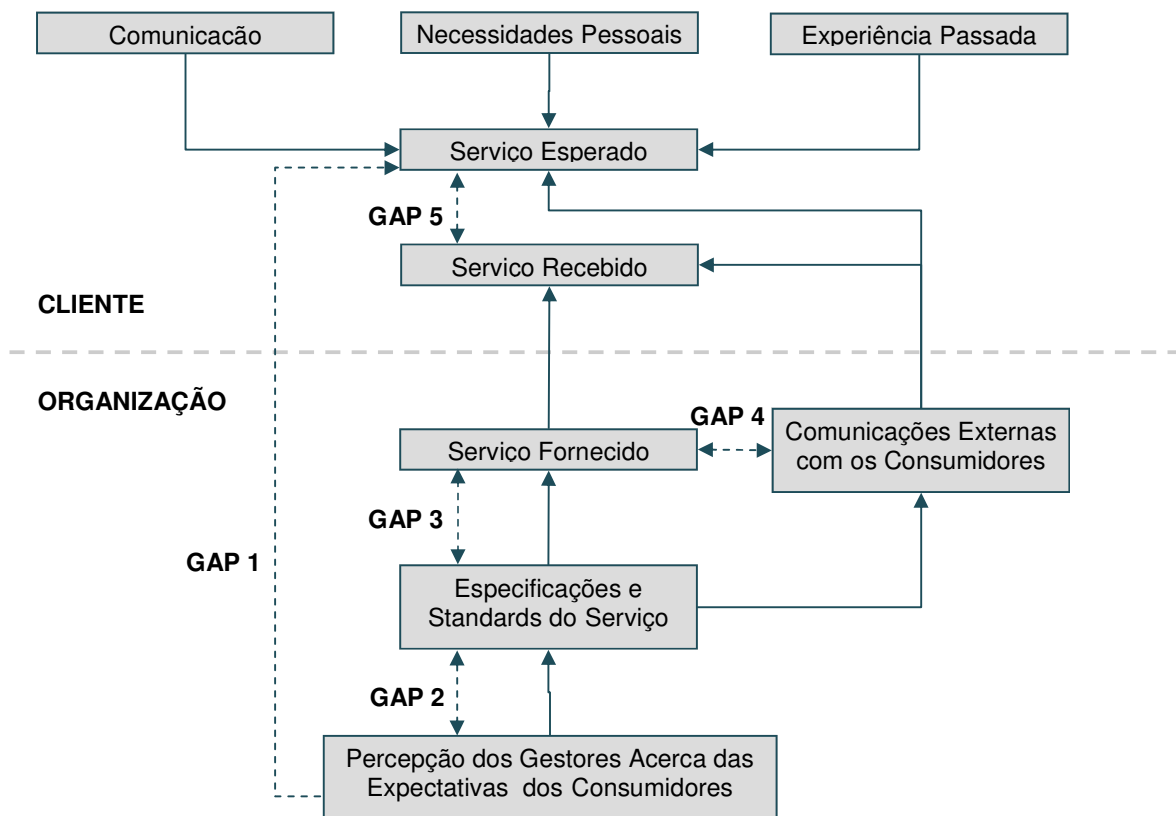 Comunicacão
Necessidades Pessoais
Experiência Passada
Serviço Esperado
GAP 5
Servico Recebido
CLIENTE
ORGANIZAÇÃO
GAP 4
Comunicações Externas
com os Consumidores
Serviço Fornecido
GAP 3
GAP 1
Especificações e
Standards do Serviço
GAP 2
Percepção dos Gestores Acerca das
Expectativas dos Consumidores